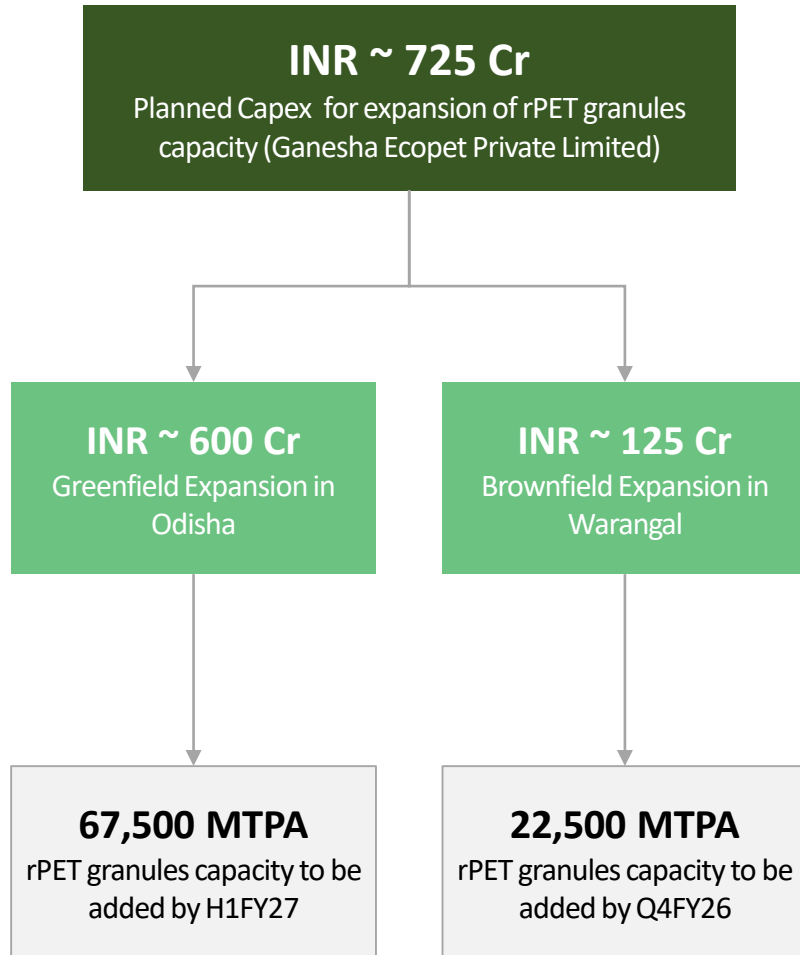 INR ~ 725 Cr
Planned Capex for expansion of rPET granules
capacity (Ganesha Ecopet Private Limited)
INR ~ 600 Cr
Greenfield Expansion in
Odisha
INR ~ 125 Cr
Brownfield Expansion in
Warangal
67,500 MTPA
rPET granules capacity to be
added by H1FY27
22,500 MTPA
rPET granules capacity to be
added by Q4FY26